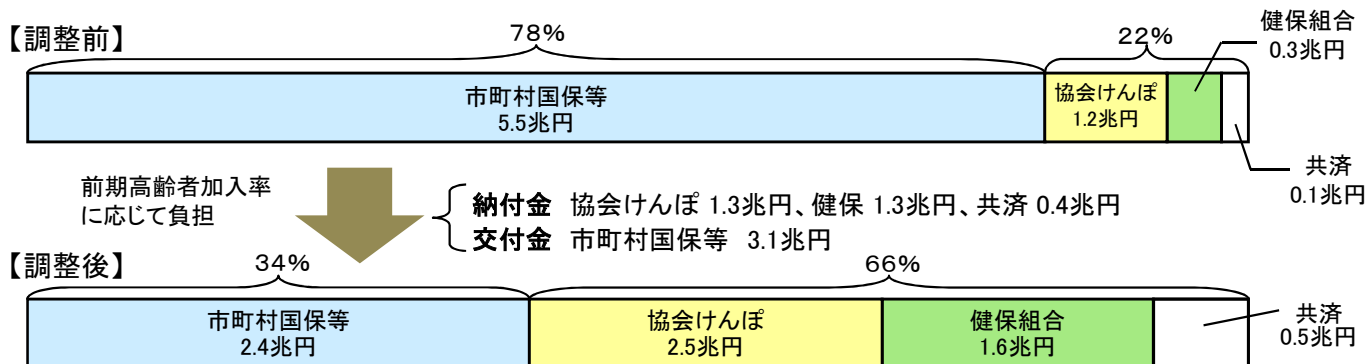 【調整前】
78%
22%
健保組合
0.3兆円
市町村国保等
5.5兆円
協会けんぽ
1.2兆円
共済
0.1兆円
前期高齢者加入率
に応じて負担
納付金 協会けんぽ 1.3兆円、健保 1.3兆円、共済 0.4兆円
交付金 市町村国保等 3.1兆円
【調整後】
34%
66%
市町村国保等
2.4兆円
協会けんぽ
2.5兆円
健保組合
1.6兆円
共済
0.5兆円